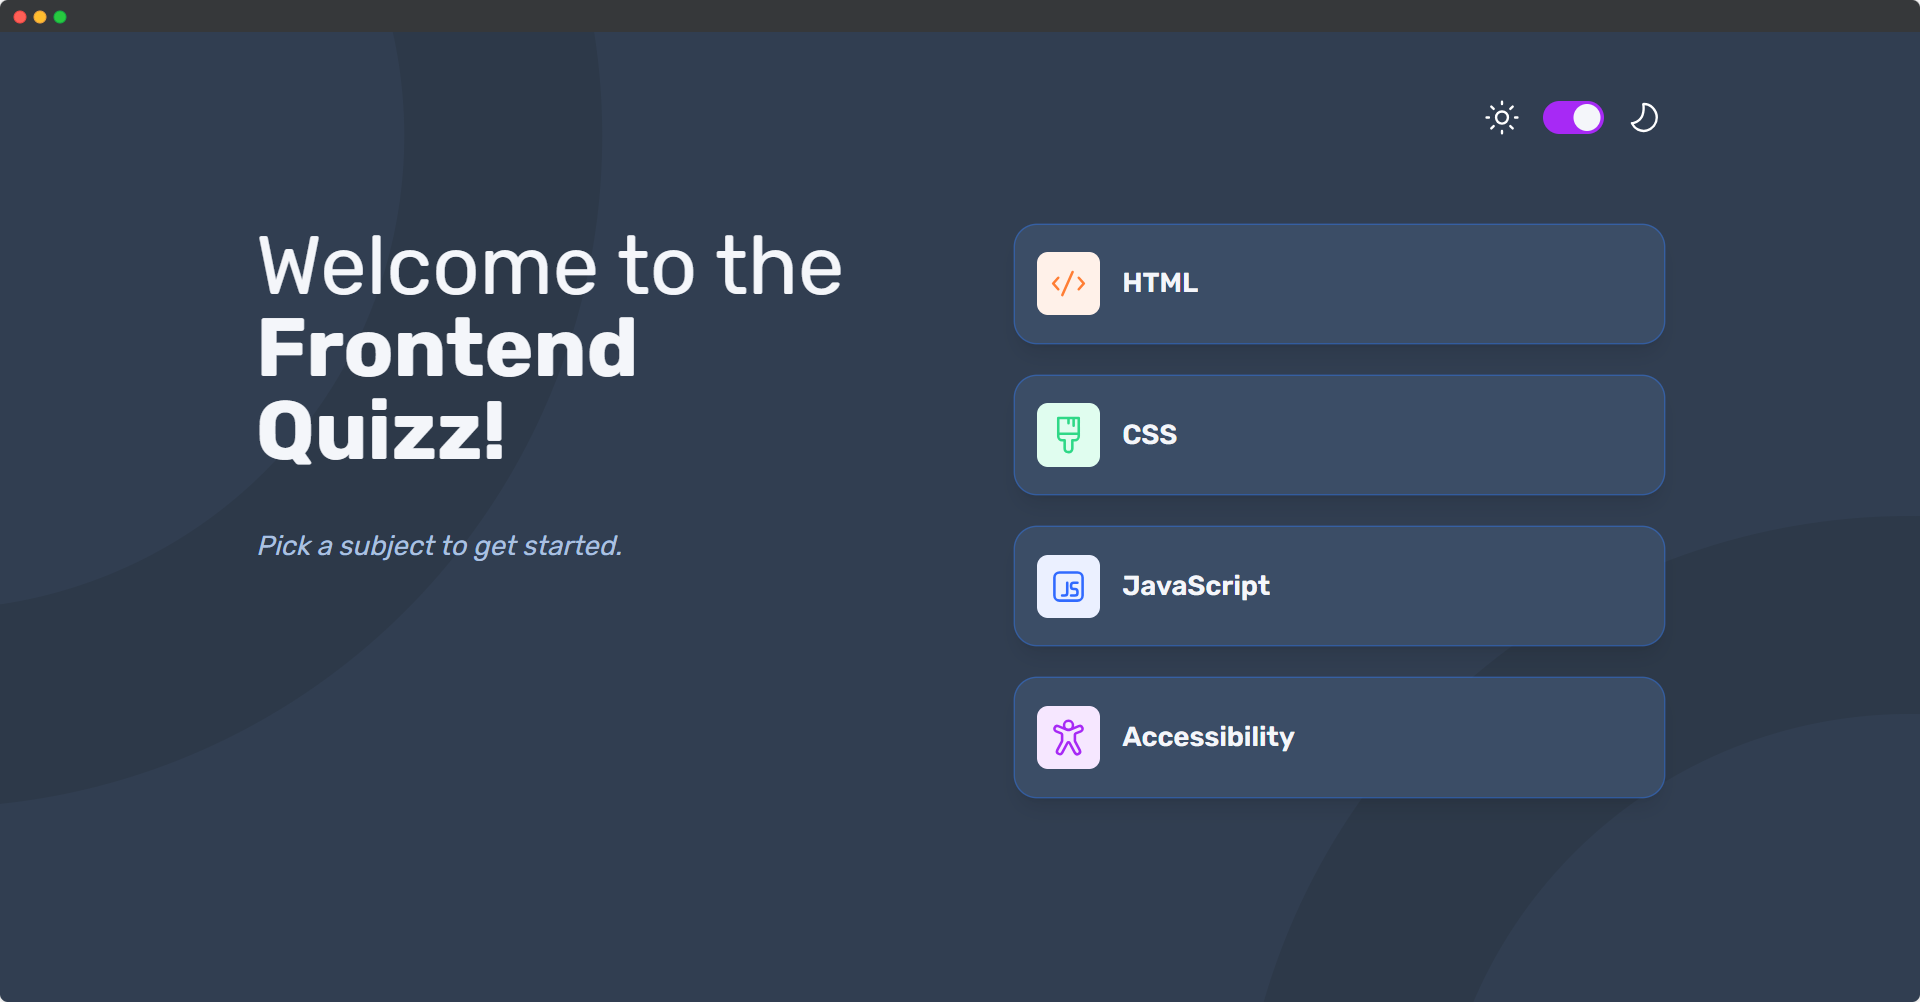 Welcome to the
Frontend
Quizz!
Pick a subject to get started.
HTML
CSS
JS
JavaScript
Accessibility